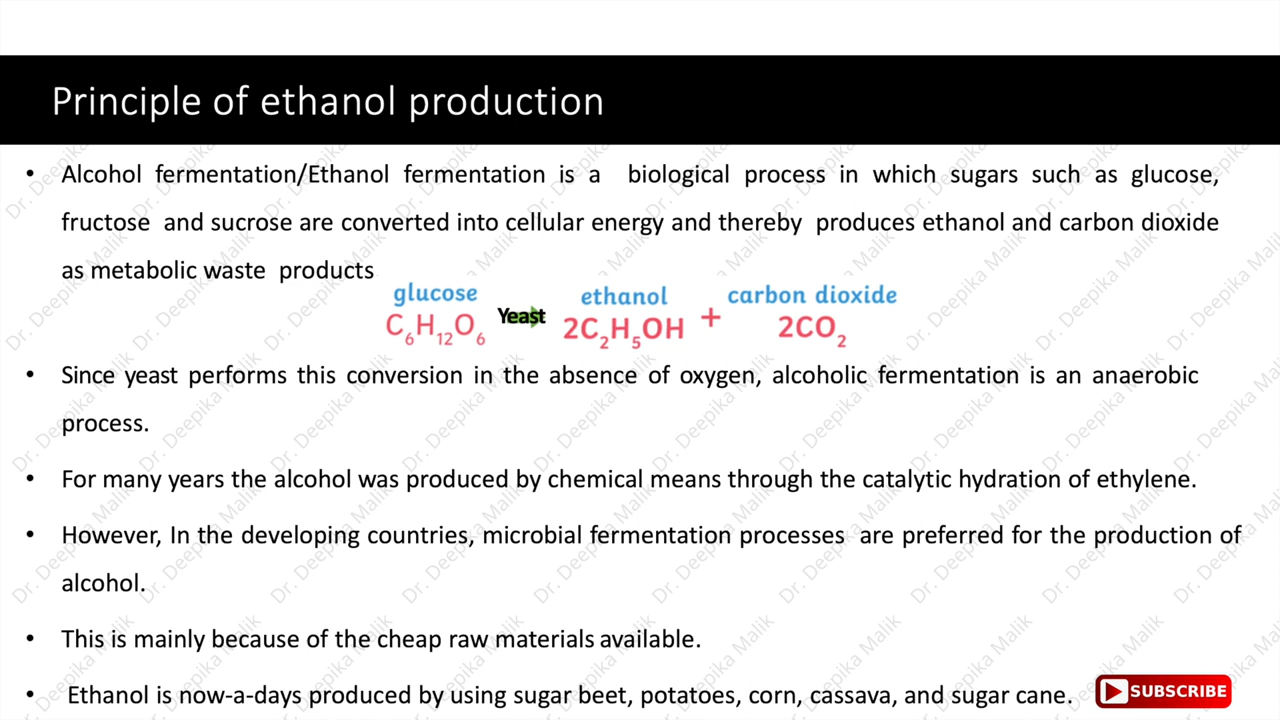 Principle of ethanol production
• Alcohol fermentation/Ethanol fermentation is a biological process in which sugars such as glucose,
fructose and sucrose are converted into cellular energy and thereby produces ethanol and carbon dioxide
as metabolic waste products
glucose ethanol carbon dioxide
C₆H₁₂O₆ Yeast 2C₂H₅OH + 2CO₂
• Since yeast performs this conversion in the absence of oxygen, alcoholic fermentation is an anaerobic
process.
• For many years the alcohol was produced by chemical means through the catalytic hydration of ethylene.
• However, In the developing countries, microbial fermentation processes are preferred for the production of
alcohol.
• This is mainly because of the cheap raw materials available.
• Ethanol is now-a-days produced by using sugar beet, potatoes, corn, cassava, and sugar cane.
SUBSCRIBE
Dr. Deepika Malik